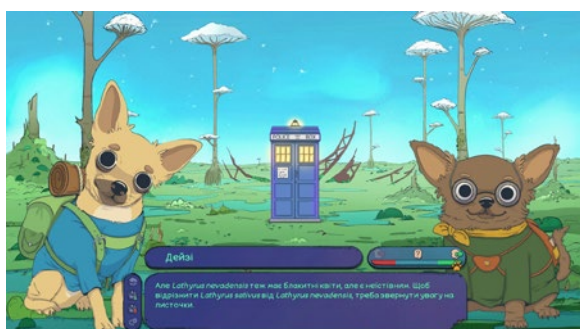 POLICE BOX
Дейзі
Але Lathyrus nevadensis теж має блакитні квіти, але є неїстівним. Щоб
відрізнити Lathyrus sativus від Lathyrus nevadensis, треба звернути увагу на
листочки.